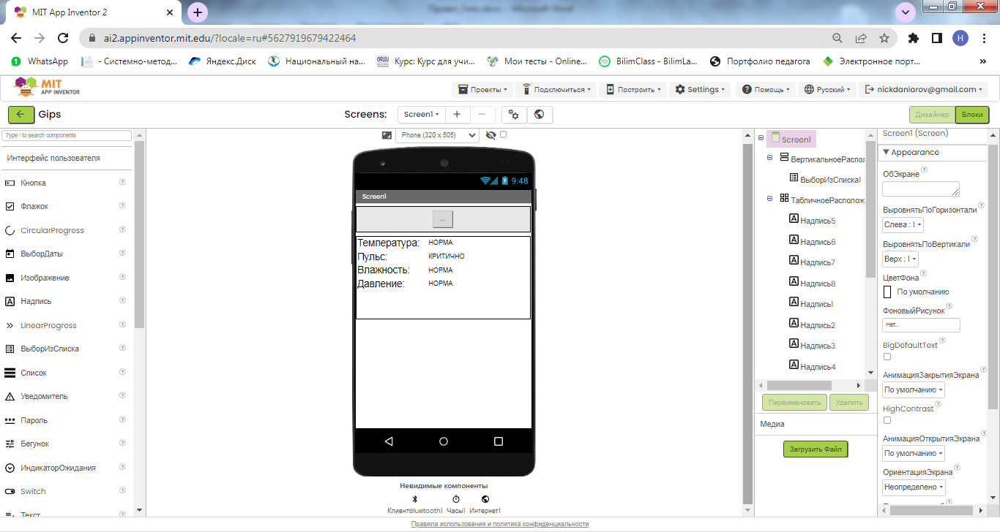 MIT App Inventor 2
ai2.appinventor.mit.edu/?locale=ru#5627919679422464
H
WhatsApp
- Системно-метод...
Яндекс.Диск
Национальный на...
Курс: Курс для учи...
Мои тесты - Online...
BilimClass - BilimLa...
Портфолио педагога
Электронное порт...
»
MIT
APP INVENTOR
Проекты
Подключиться
Построить
Settings
Помощь
Русский
nickdaniarov@gmail.com
Gips
Screens:
Screen1
Дизайнер
Блоки
Type / to search components
Интерфейс пользователя
Кнопка
Флажок
CircularProgress
ВыборДаты
Изображение
Надпись
LinearProgress
ВыборИзСписка
Список
Уведомитель
Пароль
Бегунок
ИндикаторОжидания
Switch
Текст
Phone (320 x 505)
9:48
Screen1
...
Температура: НОРМА
Пульс: КРИТИЧНО
Влажность: НОРМА
Давление: НОРМА
Невидимые компоненты
КлиентBluetooth1
Часы1
Интернет1
Screen1
ВертикальноеРаспол
ВыборИзСписка1
ТабличноеРасполож
Надпись5
Надпись6
Надпись7
Надпись8
Надпись1
Надпись2
Надпись3
Надпись4
Переименовать
Удалить
Медиа
Загрузить Файл
Screen1 (Screen)
Appearance
ОбЭкране
ВыровнятьПоГоризонтали
Слева : 1
ВыровнятьПоВертикали
Верх : 1
ЦветФона
По умолчанию
ФоновыйРисунок
Нет...
BigDefaultText
АнимацияЗакрытияЭкрана
По умолчанию
HighContrast
АнимацияОткрытияЭкрана
По умолчанию
ОриентацияЭкрана
Неопределено
Правила использования и политика конфиденциальности